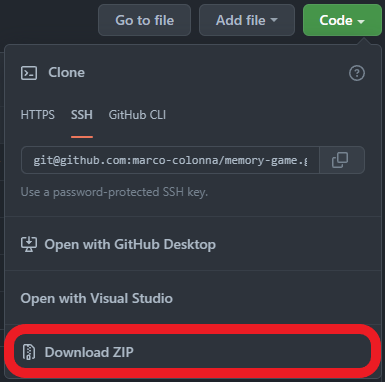 Go to file Add file Code
Clone
HTTPS SSH GitHub CLI
git@github.com:marco-colonna/memory-game.g
Use a password-protected SSH key.
Open with GitHub Desktop
Open with Visual Studio
Download ZIP